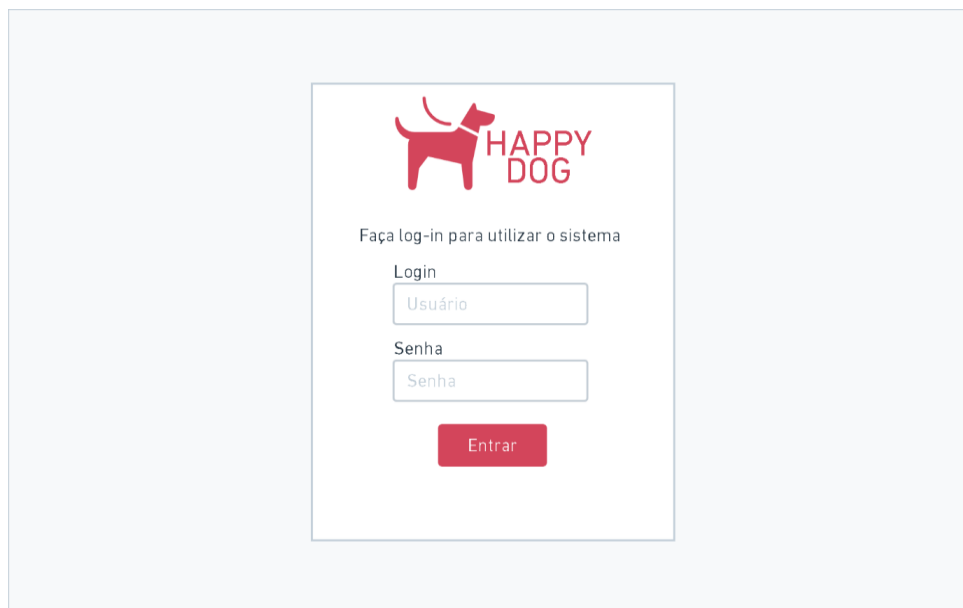 HAPPY
DOG
Faça log-in para utilizar o sistema
Login
Usuário
Senha
Senha
Entrar